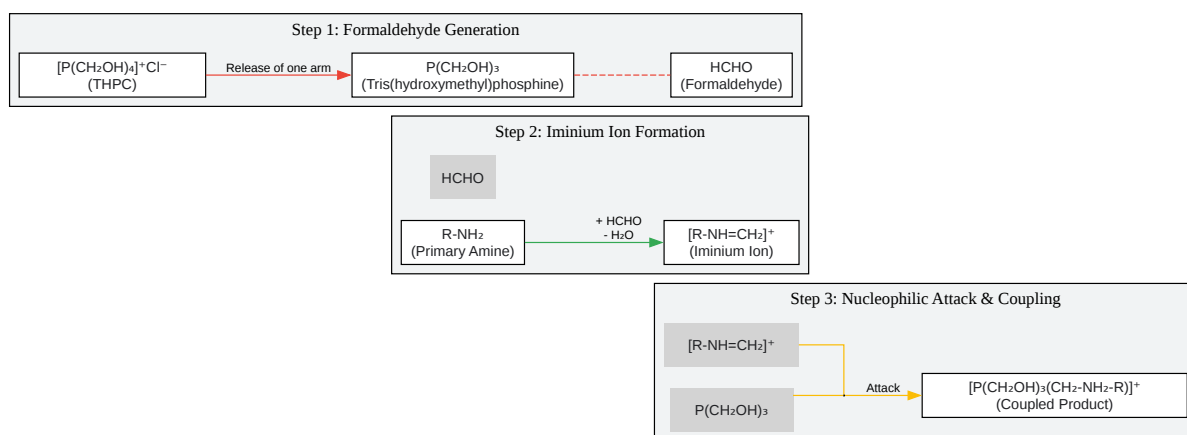 Step 1: Formaldehyde Generation
[P(CH₂OH)₄]⁺Cl⁻
(THPC)
Release of one arm
P(CH₂OH)₃
(Tris(hydroxymethyl)phosphine)
HCHO
(Formaldehyde)
Step 2: Iminium Ion Formation
HCHO
R-NH₂
(Primary Amine)
+ HCHO
- H₂O
[R-NH=CH₂]⁺
(Iminium Ion)
Step 3: Nucleophilic Attack & Coupling
[R-NH=CH₂]⁺
P(CH₂OH)₃
Attack
[P(CH₂OH)₃(CH₂-NH₂-R)]⁺
(Coupled Product)